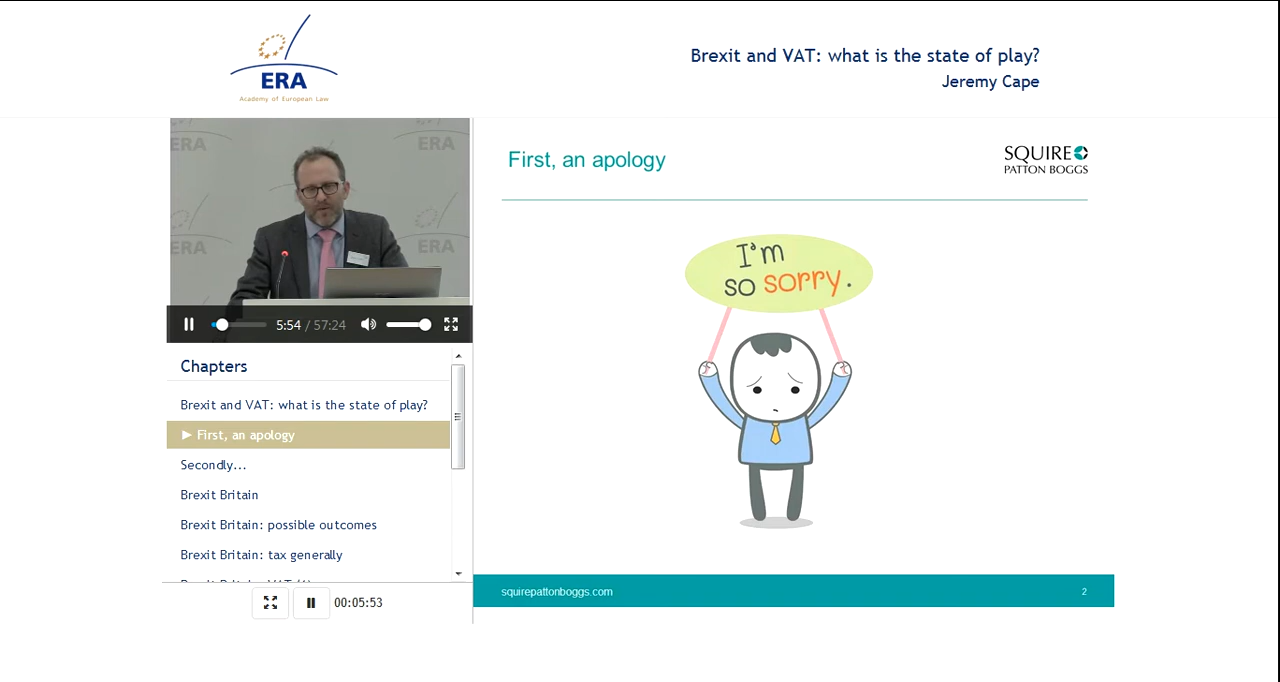 ERA
Academy of European Law
Brexit and VAT: what is the state of play?
Jeremy Cape
ERA
ERA
ERA
ERA
5:54 / 57:24
Chapters
Brexit and VAT: what is the state of play?
► First, an apology
Secondly...
Brexit Britain
Brexit Britain: possible outcomes
Brexit Britain: tax generally
00:05:53
First, an apology
SQUIRE
PATTON BOGGS
I'm
so sorry.
squirepattonboggs.com
2